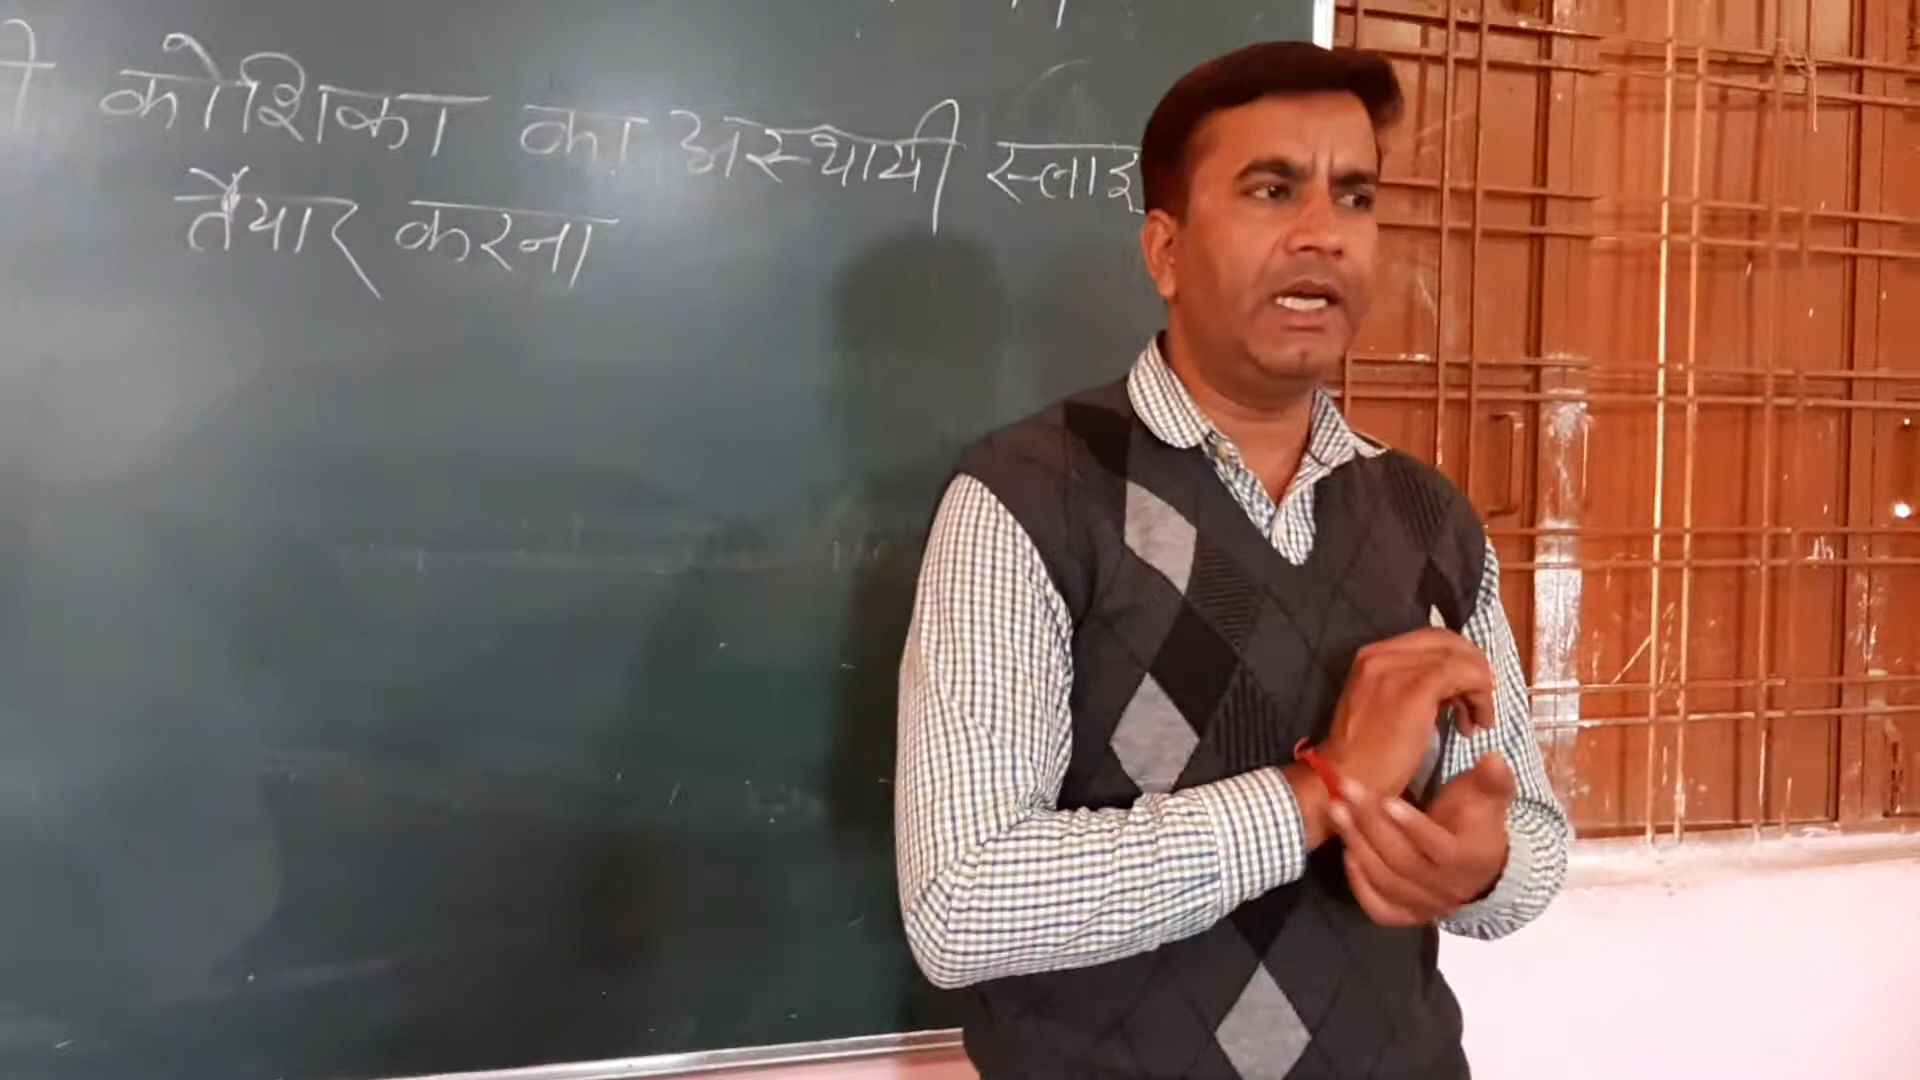 कोशिका का अस्थायी स्लाइ
तैयार करना